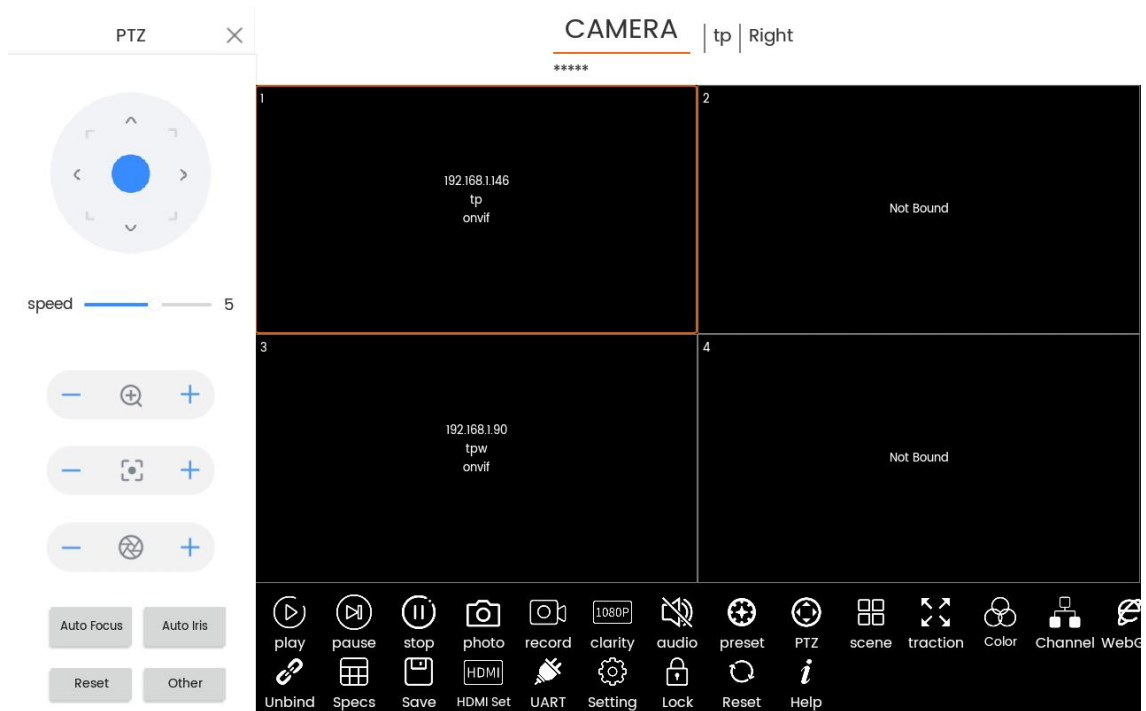 PTZ
CAMERA | tp | Right
*****
speed 5
Auto Focus Auto Iris
Reset Other
1
192.168.1.146
tp
onvif
2
Not Bound
3
192.168.1.90
tpw
onvif
4
Not Bound
1080P
play pause stop photo record clarity audio preset PTZ scene traction Color Channel WebG
HDMI
Unbind Specs Save HDMI Set UART Setting Lock Reset Help